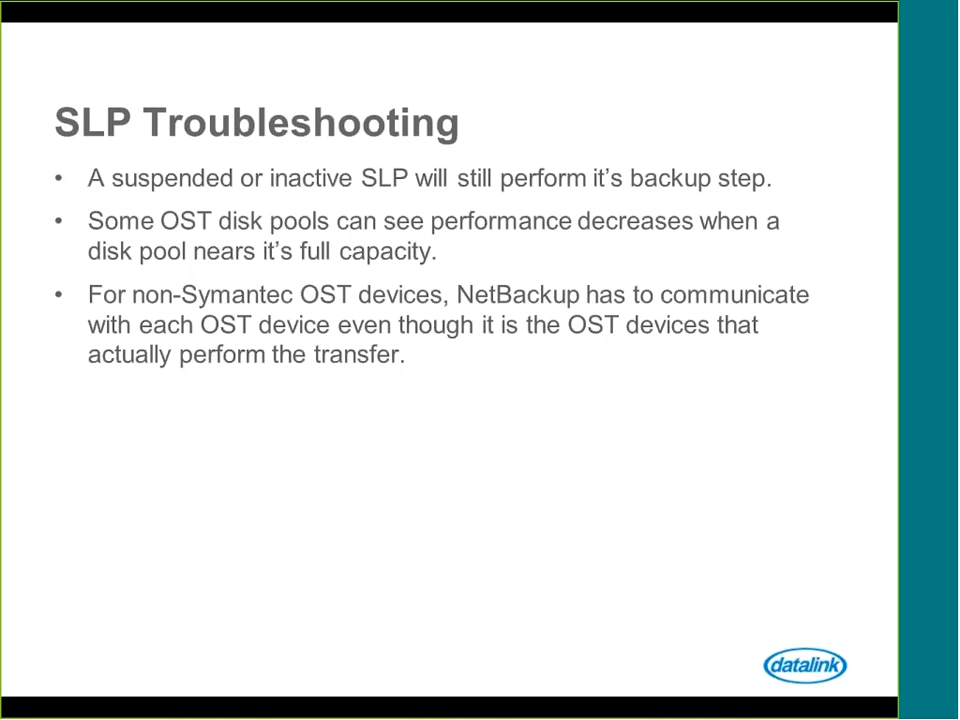 SLP Troubleshooting
• A suspended or inactive SLP will still perform it’s backup step.
• Some OST disk pools can see performance decreases when a
disk pool nears it’s full capacity.
• For non-Symantec OST devices, NetBackup has to communicate
with each OST device even though it is the OST devices that
actually perform the transfer.
datalink